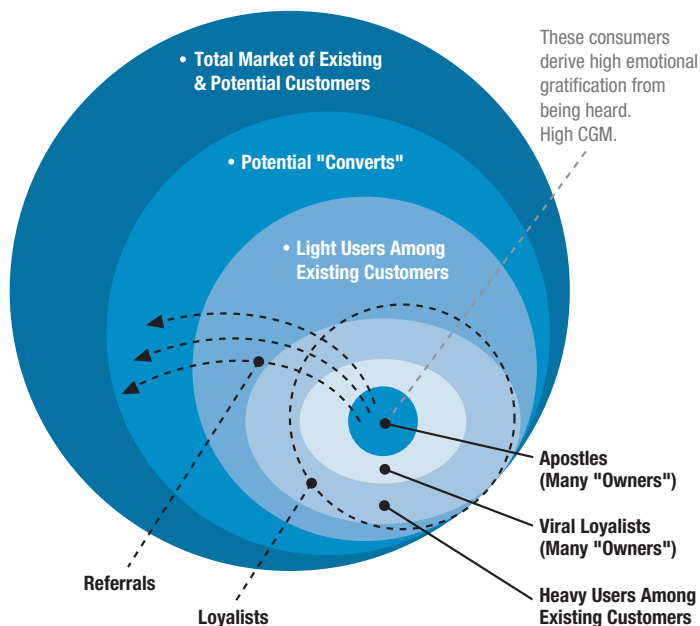 • Total Market of Existing
& Potential Customers
These consumers
derive high emotional
gratification from
being heard.
High CGM.
• Potential "Converts"
• Light Users Among
Existing Customers
Apostles
(Many "Owners")
Viral Loyalists
(Many "Owners")
Heavy Users Among
Existing Customers
Referrals
Loyalists